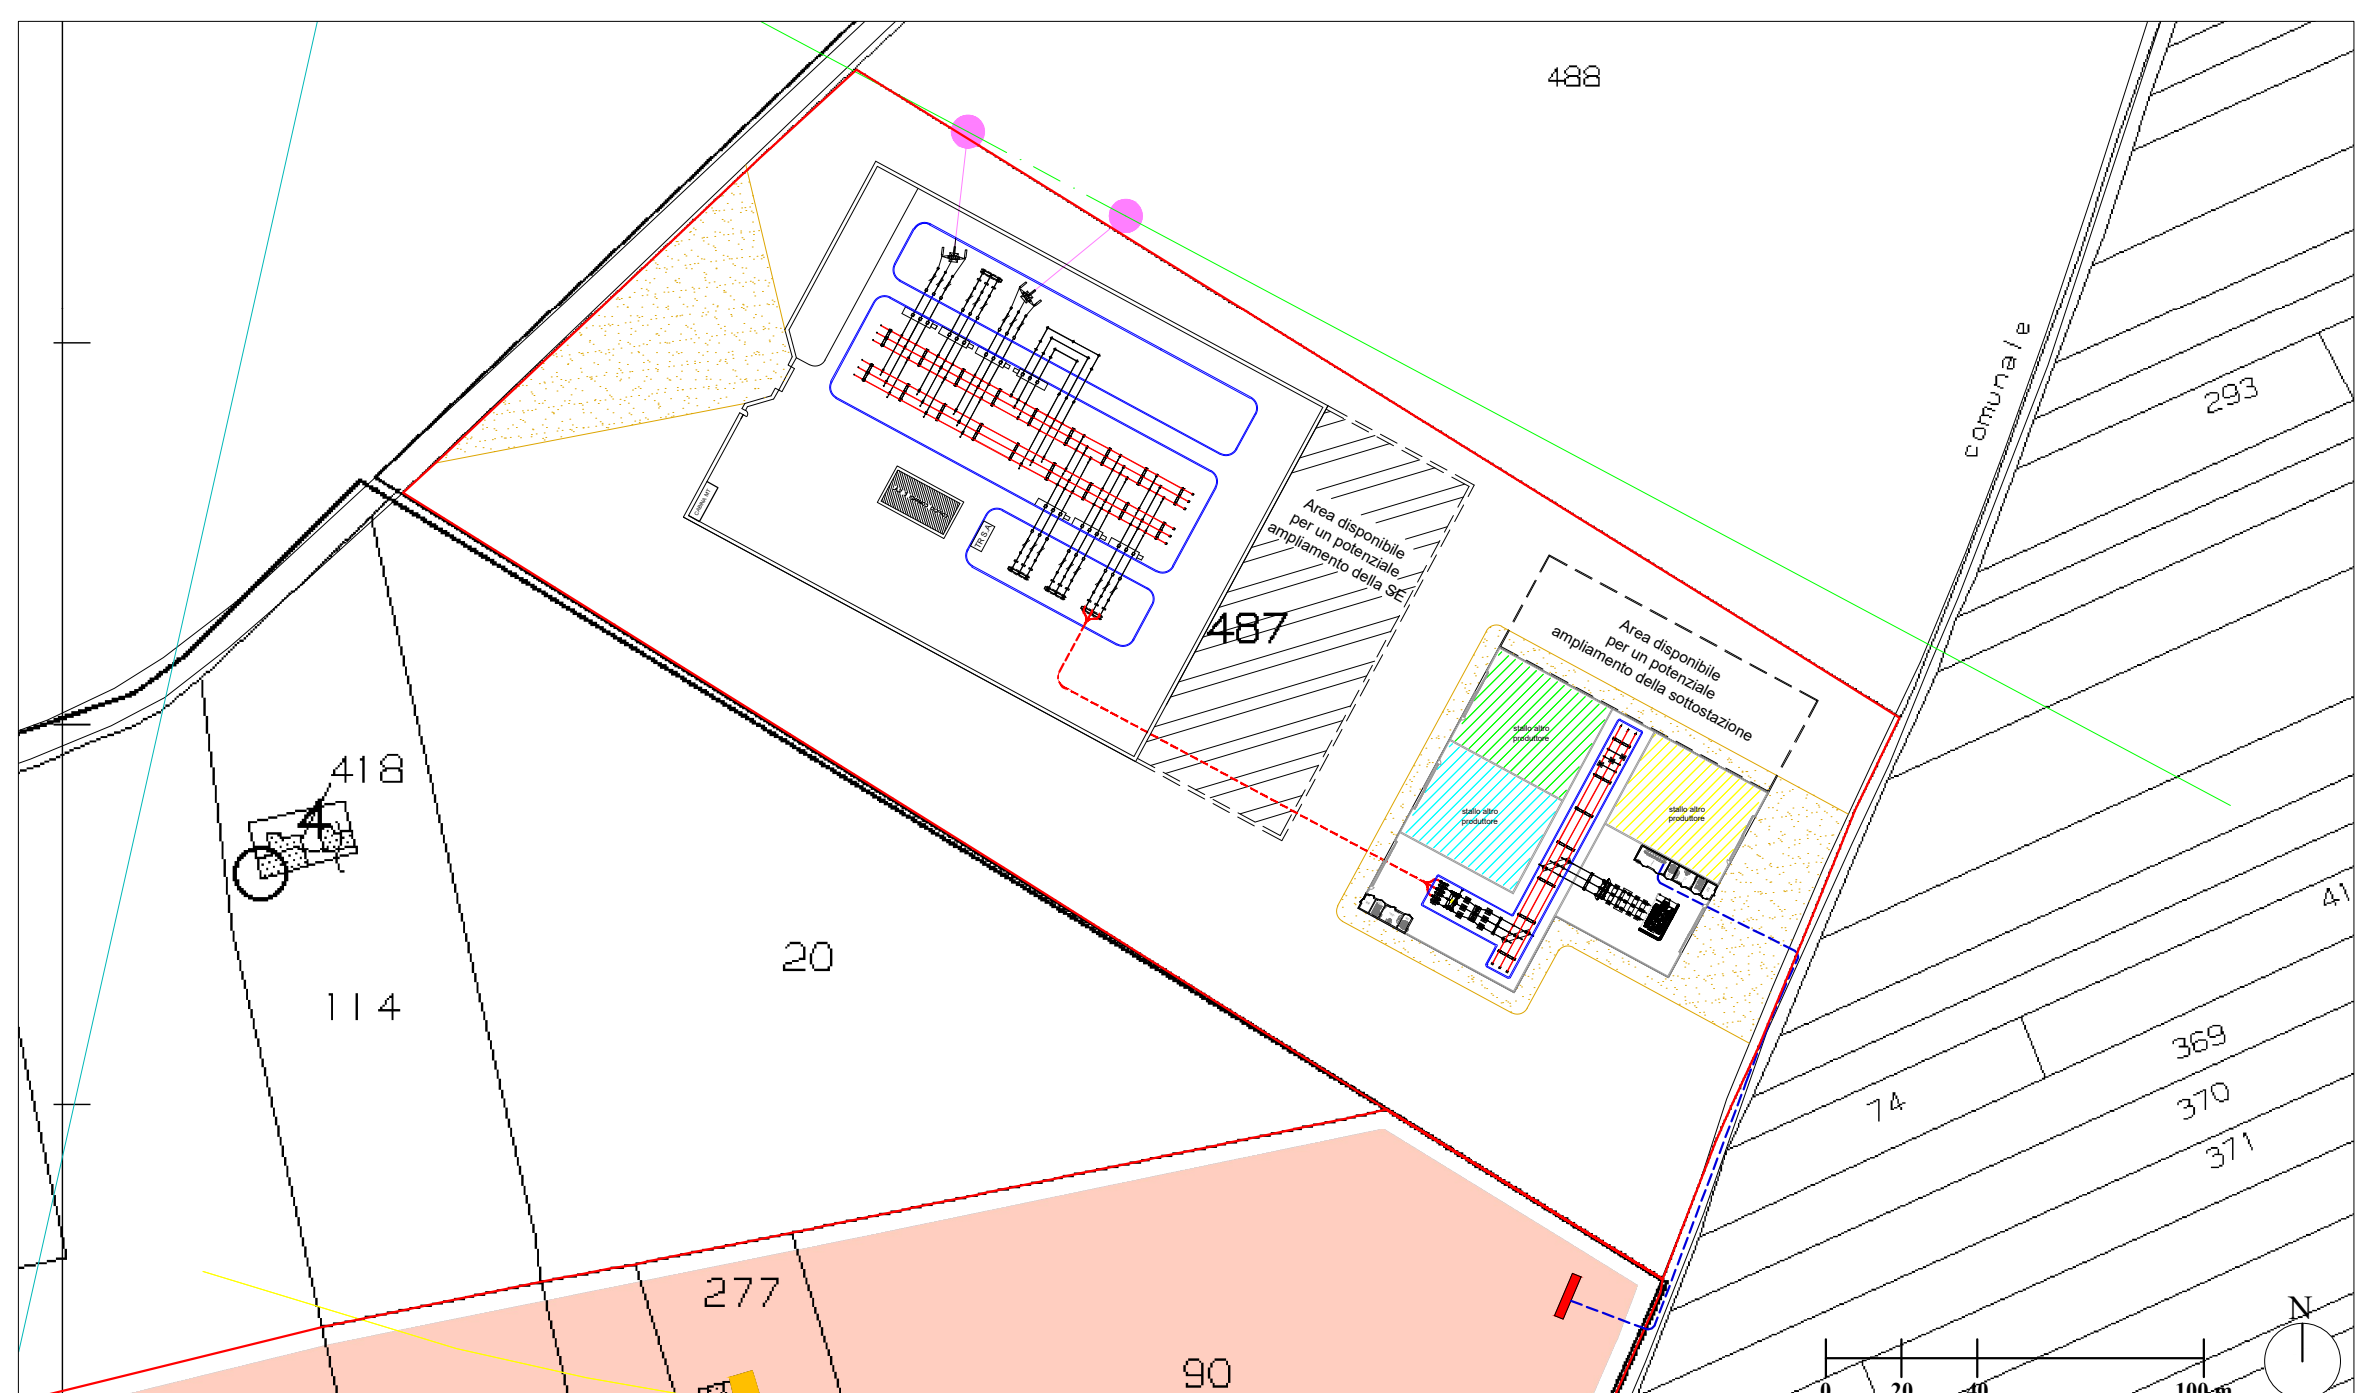 488
comunale
293
Area disponibile
per un potenziale
ampliamento della SE
TR S.A.
487
Area disponibile
per un potenziale
ampliamento della sottostazione
stallo altro
produttore
stallo altro
produttore
stallo altro
produttore
418
4
41
20
114
369
74
370
371
277
90
N
0 20 40 100 m